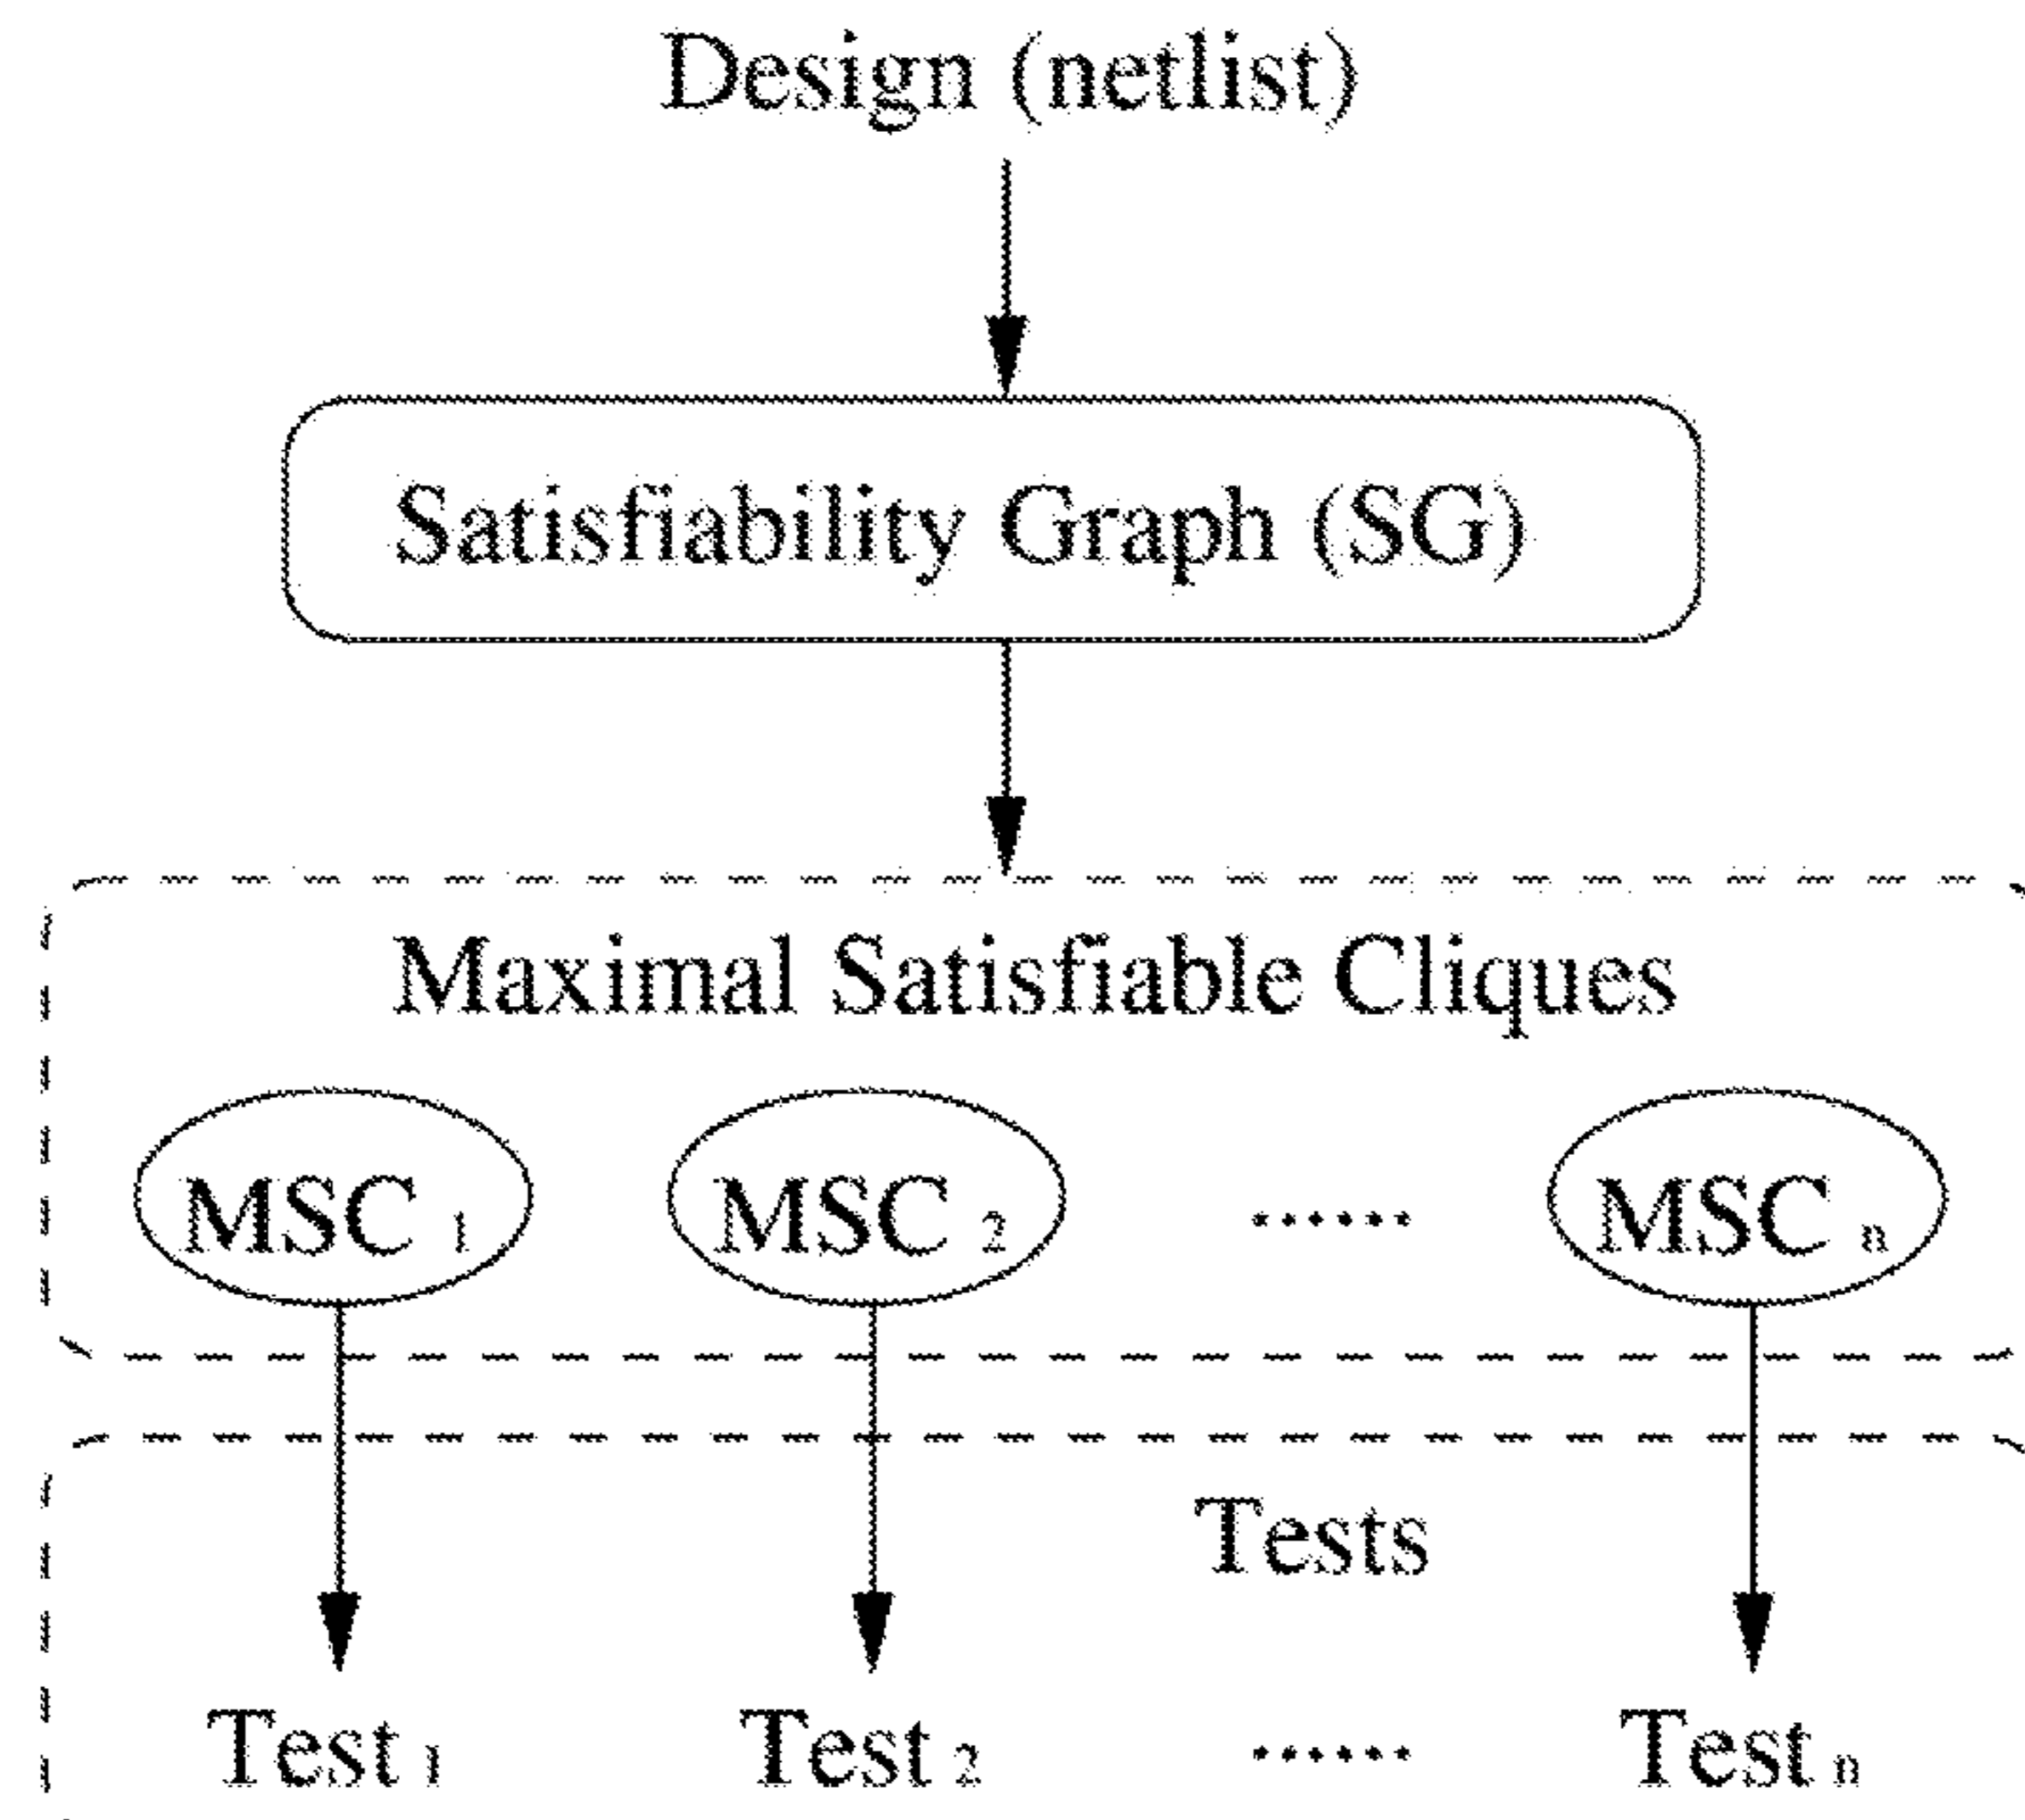 Design (netlist)
Satisfiability Graph (SG)
Maximal Satisfiable Cliques
MSC 1 MSC 2 ...... MSC n
Tests
Test 1 Test 2 ...... Test n